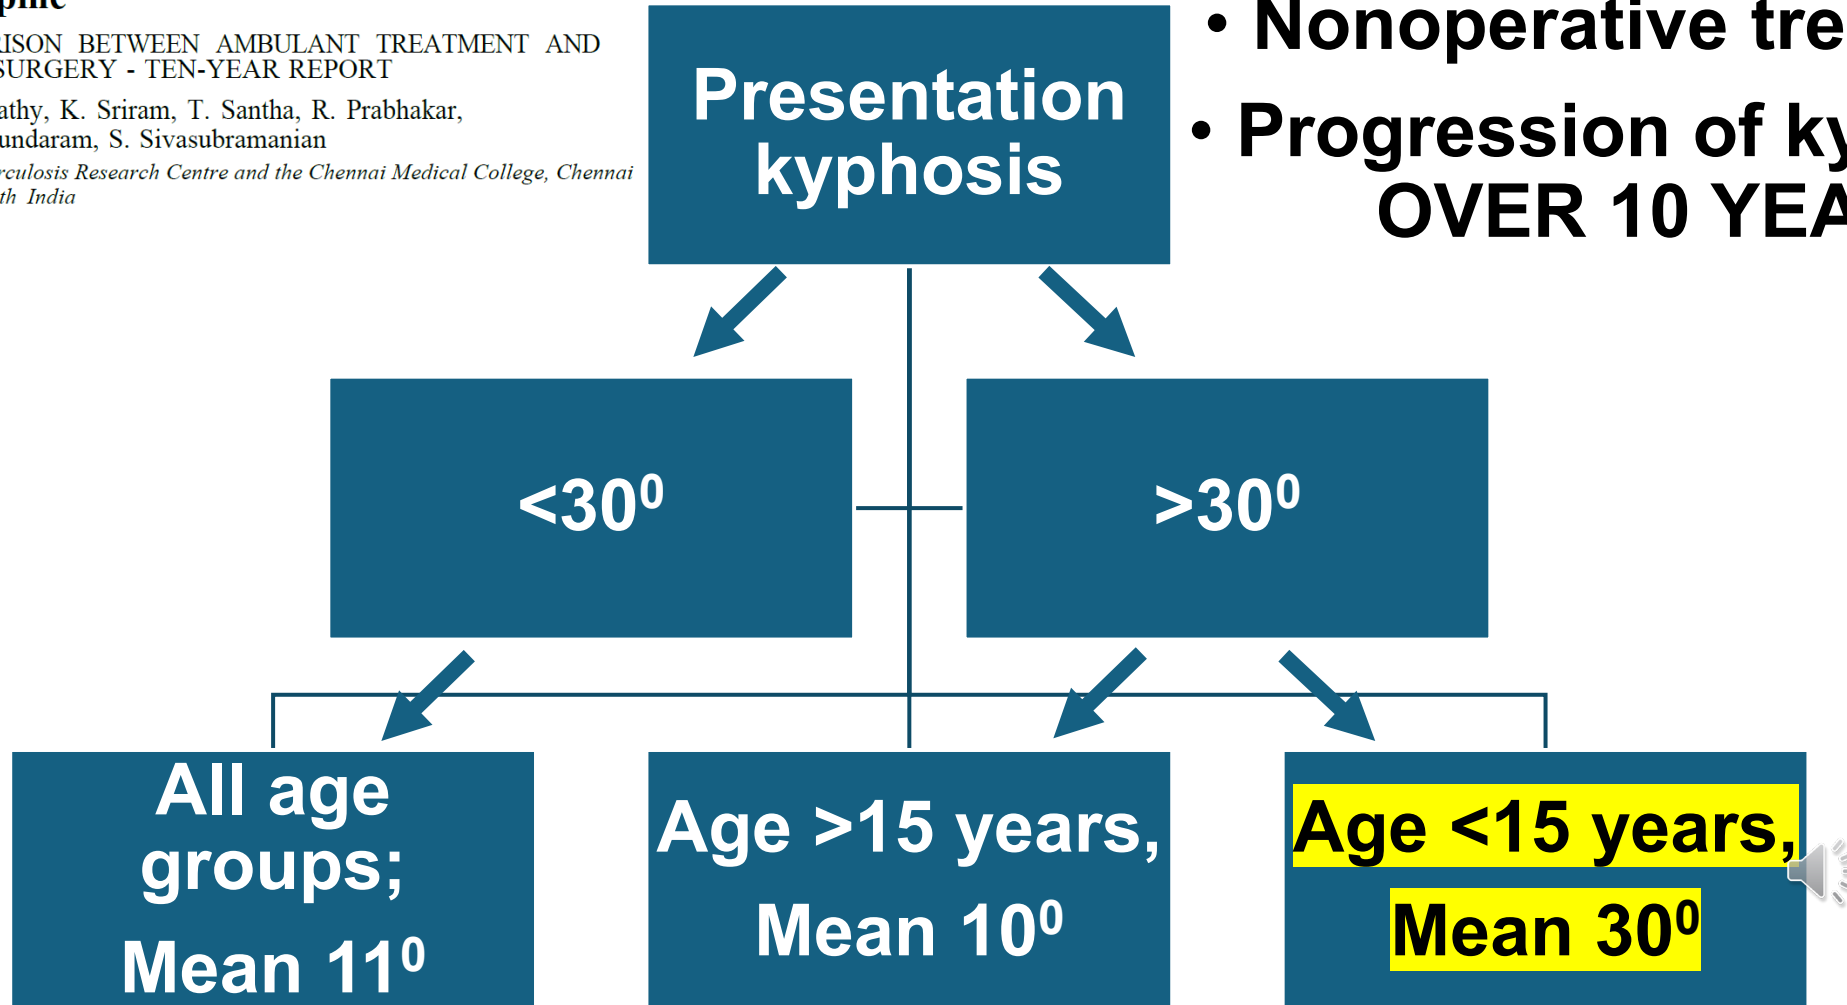 RISON BETWEEN AMBULANT TREATMENT AND
SURGERY - TEN-YEAR REPORT
athy, K. Sriram, T. Santha, R. Prabhakar,
undaram, S. Sivasubramanian
rculosis Research Centre and the Chennai Medical College, Chennai
th India
• Nonoperative tre
• Progression of ky
OVER 10 YEA
Presentation
kyphosis
<30⁰
>30⁰
All age
groups;
Mean 11⁰
Age >15 years,
Mean 10⁰
Age <15 years,
Mean 30⁰